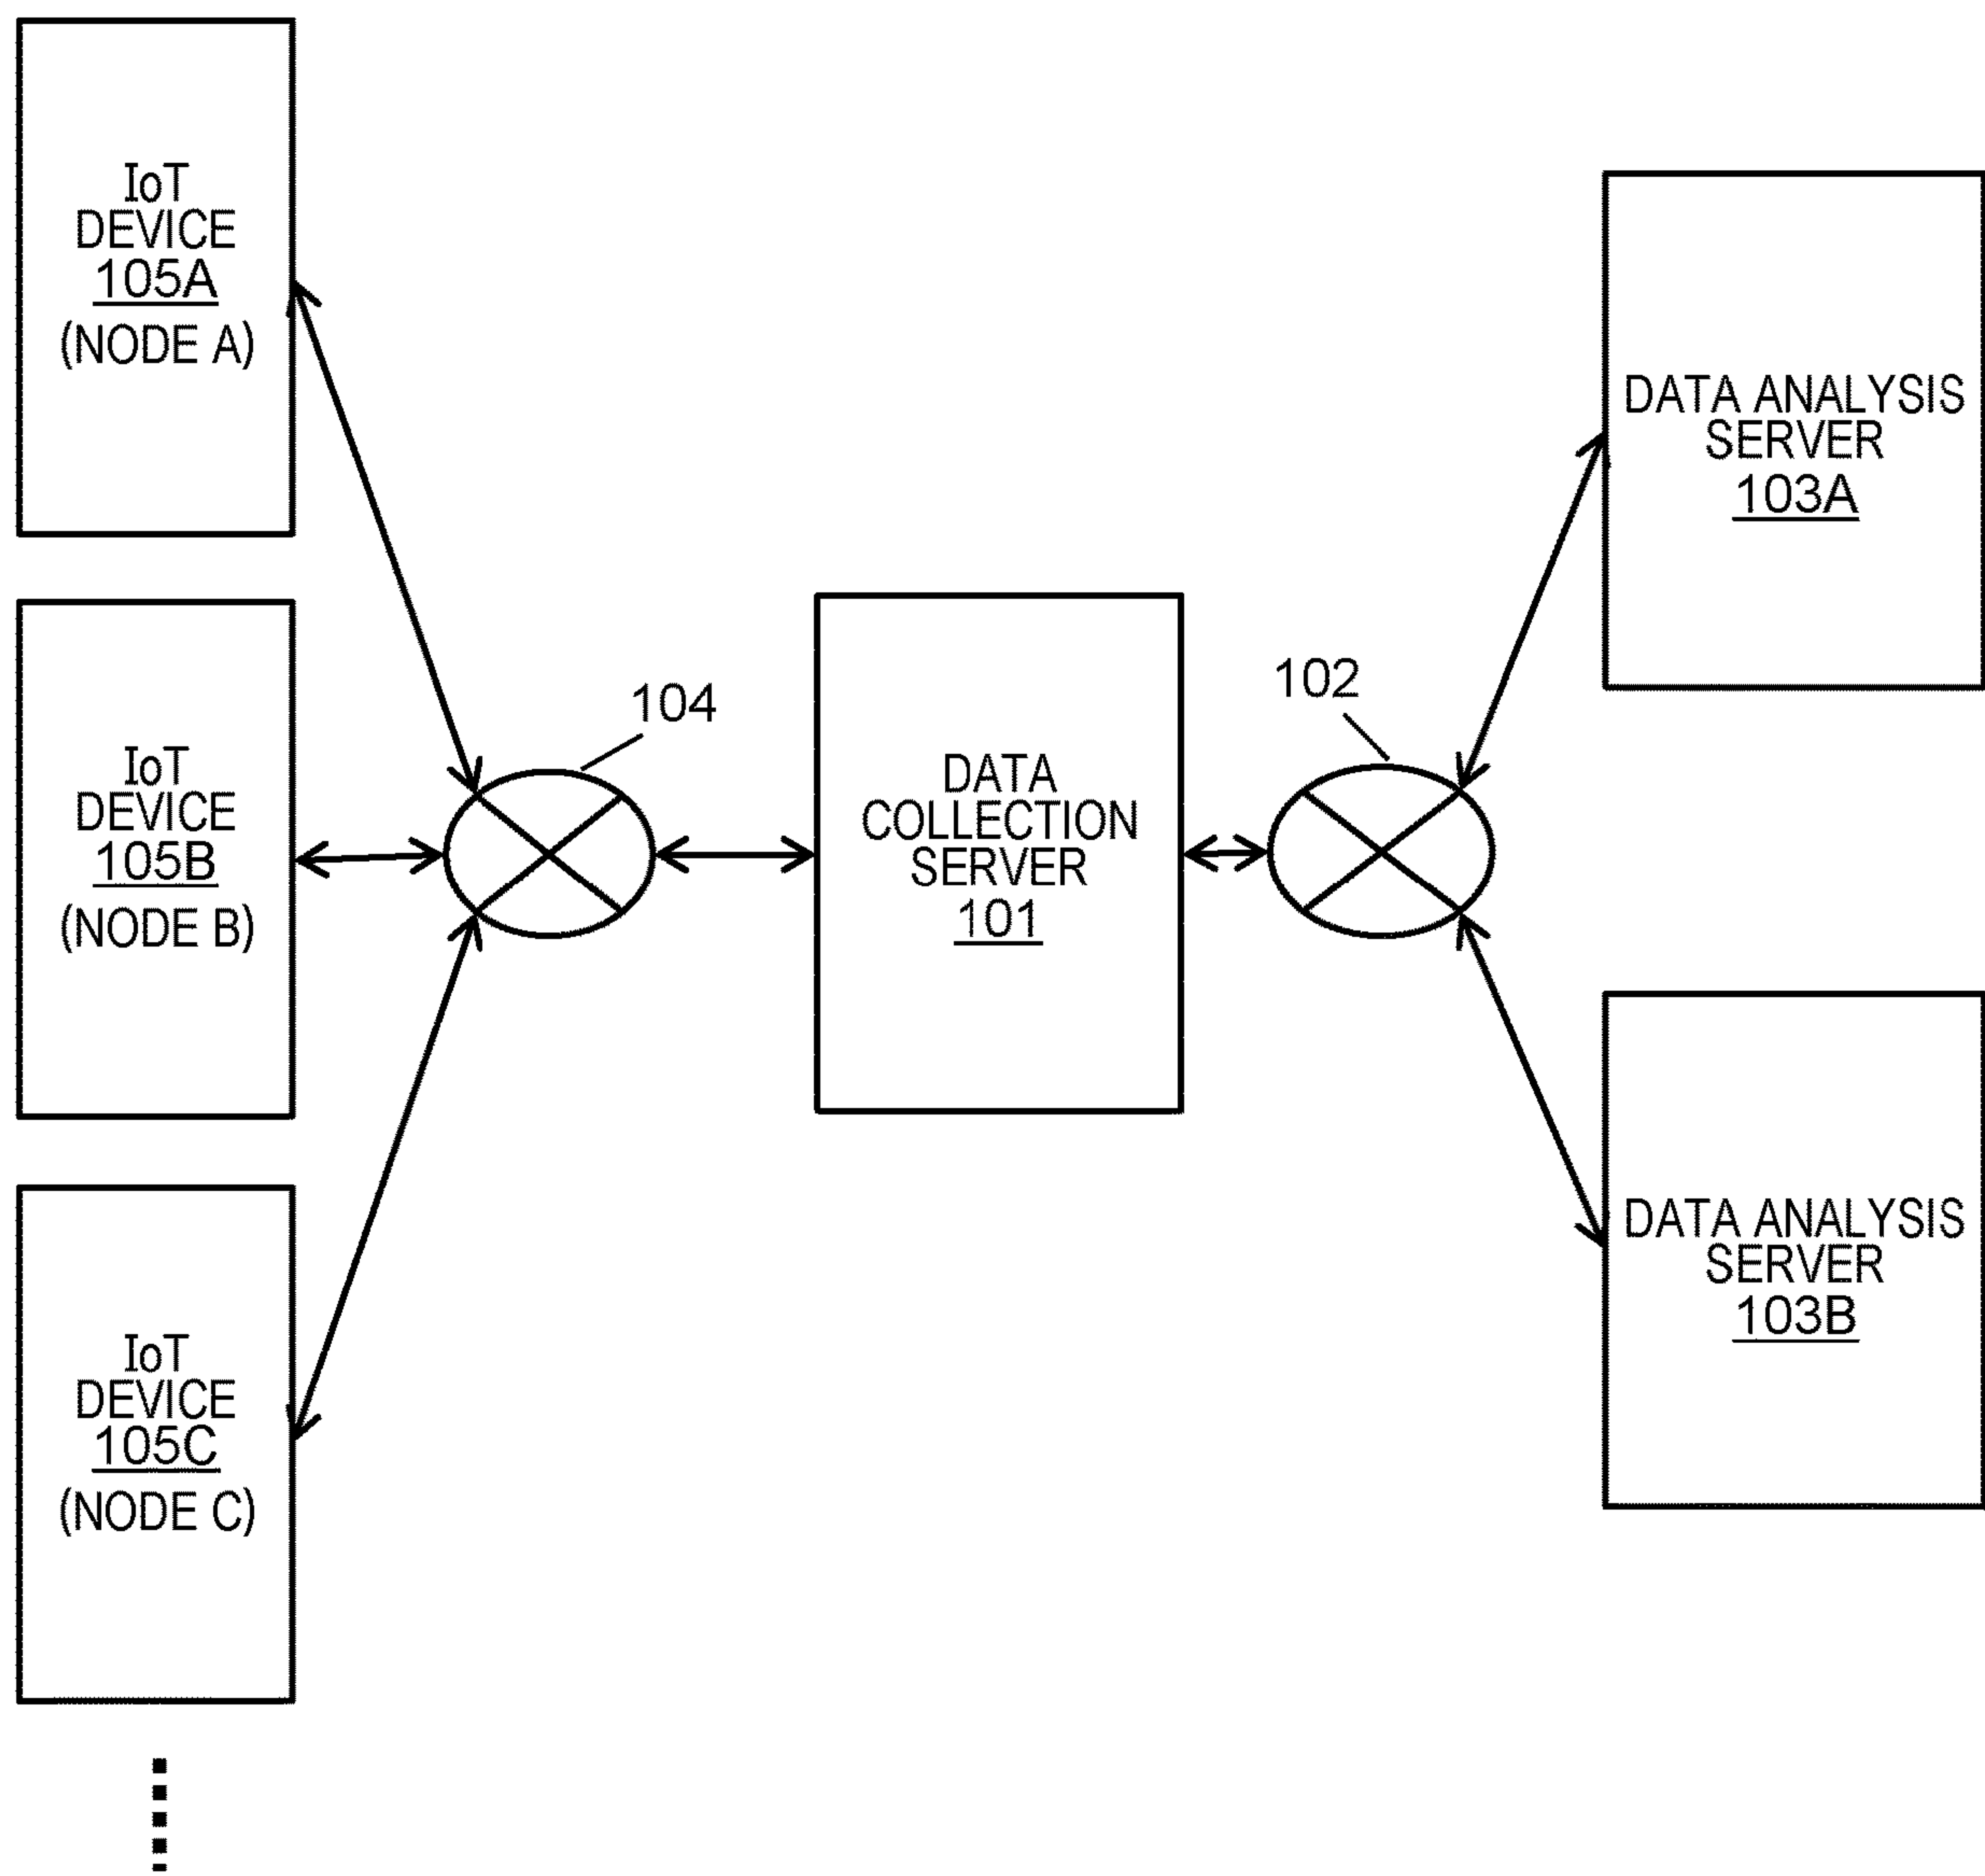 IoT
DEVICE
105A
(NODE A)
IoT
DEVICE
105B
(NODE B)
IoT
DEVICE
105C
(NODE C)
104
DATA
COLLECTION
SERVER
101
102
DATA ANALYSIS
SERVER
103A
DATA ANALYSIS
SERVER
103B